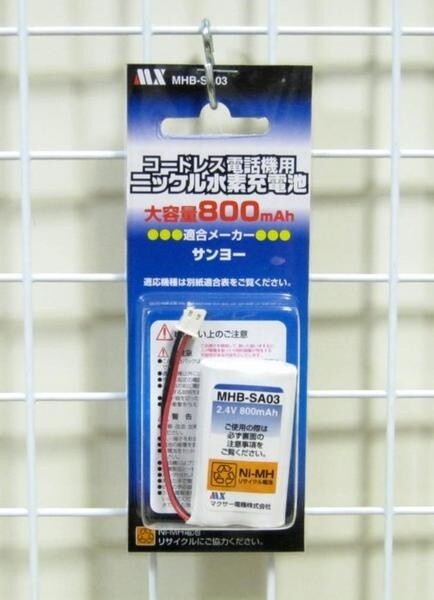 MX MHB-SA03
コードレス電話機用
ニッケル水素充電池
大容量800mAh
適合メーカー
サンヨー
適応機種は別紙適合表をご覧ください。
い上のご注意
注意
警告
MHB-SA03
2.4V 800mAh
ご使用の際は
必ず裏面の
注意事項を
ご覧ください。
Ni-MH
リサイクル電池
MX
マクサー電機株式会社
Ni-MH電池
リサイクルにご協力ください。